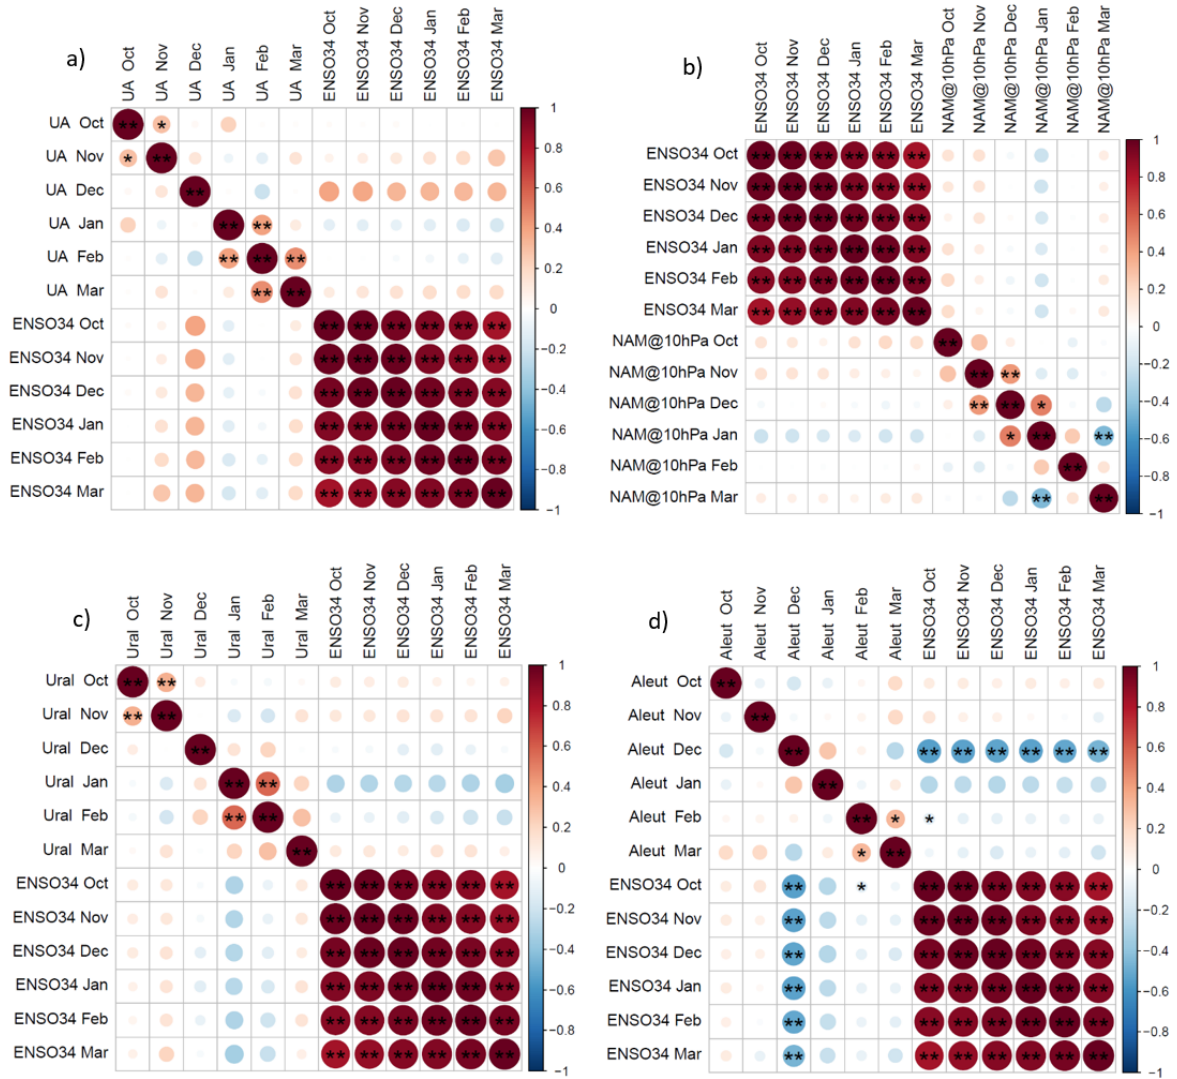 a)
UA Oct
UA Nov
UA Dec
UA Jan
UA Feb
UA Mar
ENSO34 Oct
ENSO34 Nov
ENSO34 Dec
ENSO34 Jan
ENSO34 Feb
ENSO34 Mar
UA Oct ** *
UA Nov * **
UA Dec **
UA Jan ** **
UA Feb ** ** **
UA Mar ** **
ENSO34 Oct ** ** ** ** ** **
ENSO34 Nov ** ** ** ** ** **
ENSO34 Dec ** ** ** ** ** **
ENSO34 Jan ** ** ** ** ** **
ENSO34 Feb ** ** ** ** ** **
ENSO34 Mar ** ** ** ** ** **
1
0.8
0.6
0.4
0.2
0
−0.2
−0.4
−0.6
−0.8
−1
b)
ENSO34 Oct
ENSO34 Nov
ENSO34 Dec
ENSO34 Jan
ENSO34 Feb
ENSO34 Mar
NAM@10hPa Oct
NAM@10hPa Nov
NAM@10hPa Dec
NAM@10hPa Jan
NAM@10hPa Feb
NAM@10hPa Mar
ENSO34 Oct ** ** ** ** ** **
ENSO34 Nov ** ** ** ** ** **
ENSO34 Dec ** ** ** ** ** **
ENSO34 Jan ** ** ** ** ** **
ENSO34 Feb ** ** ** ** ** **
ENSO34 Mar ** ** ** ** ** **
NAM@10hPa Oct **
NAM@10hPa Nov ** **
NAM@10hPa Dec ** ** *
NAM@10hPa Jan * ** **
NAM@10hPa Feb **
NAM@10hPa Mar ** **
1
0.8
0.6
0.4
0.2
0
−0.2
−0.4
−0.6
−0.8
−1
c)
Ural Oct
Ural Nov
Ural Dec
Ural Jan
Ural Feb
Ural Mar
ENSO34 Oct
ENSO34 Nov
ENSO34 Dec
ENSO34 Jan
ENSO34 Feb
ENSO34 Mar
Ural Oct ** **
Ural Nov ** **
Ural Dec **
Ural Jan ** **
Ural Feb ** **
Ural Mar **
ENSO34 Oct ** ** ** ** ** **
ENSO34 Nov ** ** ** ** ** **
ENSO34 Dec ** ** ** ** ** **
ENSO34 Jan ** ** ** ** ** **
ENSO34 Feb ** ** ** ** ** **
ENSO34 Mar ** ** ** ** ** **
1
0.8
0.6
0.4
0.2
0
−0.2
−0.4
−0.6
−0.8
−1
d)
Aleut Oct
Aleut Nov
Aleut Dec
Aleut Jan
Aleut Feb
Aleut Mar
ENSO34 Oct
ENSO34 Nov
ENSO34 Dec
ENSO34 Jan
ENSO34 Feb
ENSO34 Mar
Aleut Oct **
Aleut Nov **
Aleut Dec ** ** ** ** ** ** **
Aleut Jan **
Aleut Feb ** * *
Aleut Mar * **
ENSO34 Oct ** * ** ** ** ** ** **
ENSO34 Nov ** ** ** ** ** ** **
ENSO34 Dec ** ** ** ** ** ** **
ENSO34 Jan ** ** ** ** ** ** **
ENSO34 Feb ** ** ** ** ** ** **
ENSO34 Mar ** ** ** ** ** ** **
1
0.8
0.6
0.4
0.2
0
−0.2
−0.4
−0.6
−0.8
−1